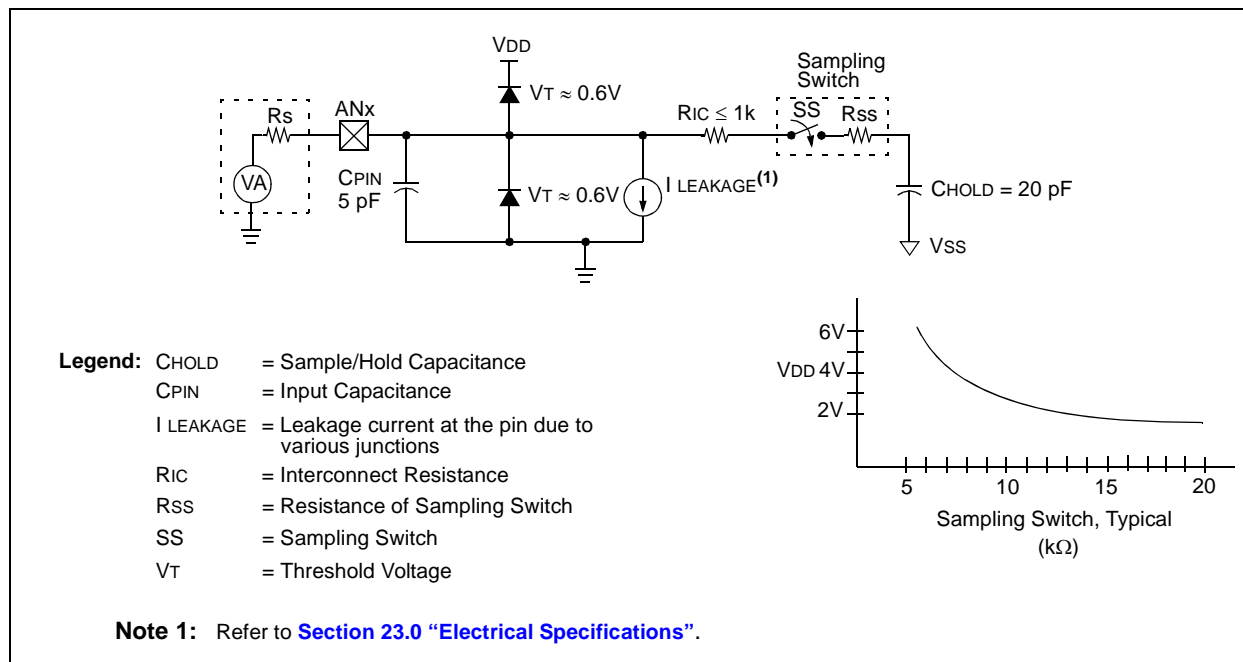 VDD
Sampling
Switch
VT ≈ 0.6V
ANx
RS
RIC ≤ 1k
SS
RSS
VA
CPIN
5 pF
VT ≈ 0.6V
I LEAKAGE(1)
CHOLD = 20 pF
VSS
6V
VDD 4V
2V
5 10 15 20
Sampling Switch, Typical
(kΩ)
Legend: CHOLD = Sample/Hold Capacitance
CPIN = Input Capacitance
I LEAKAGE = Leakage current at the pin due to
various junctions
RIC = Interconnect Resistance
RSS = Resistance of Sampling Switch
SS = Sampling Switch
VT = Threshold Voltage
Note 1: Refer to Section 23.0 “Electrical Specifications”.